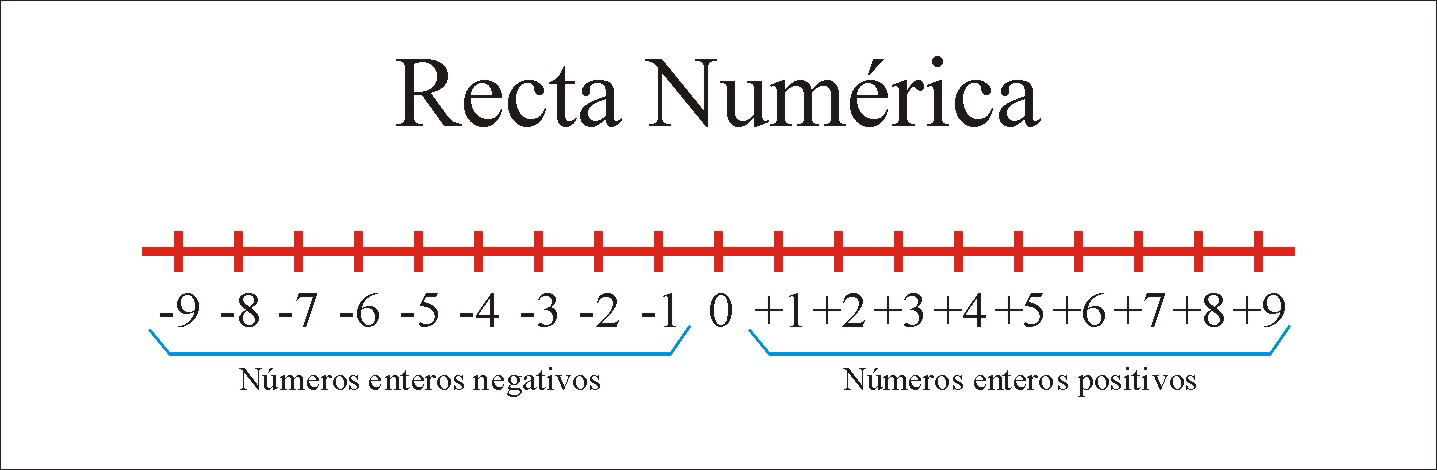 Recta Numérica
-9 -8 -7 -6 -5 -4 -3 -2 -1 0 +1 +2 +3 +4 +5 +6 +7 +8 +9
Números enteros negativos Números enteros positivos